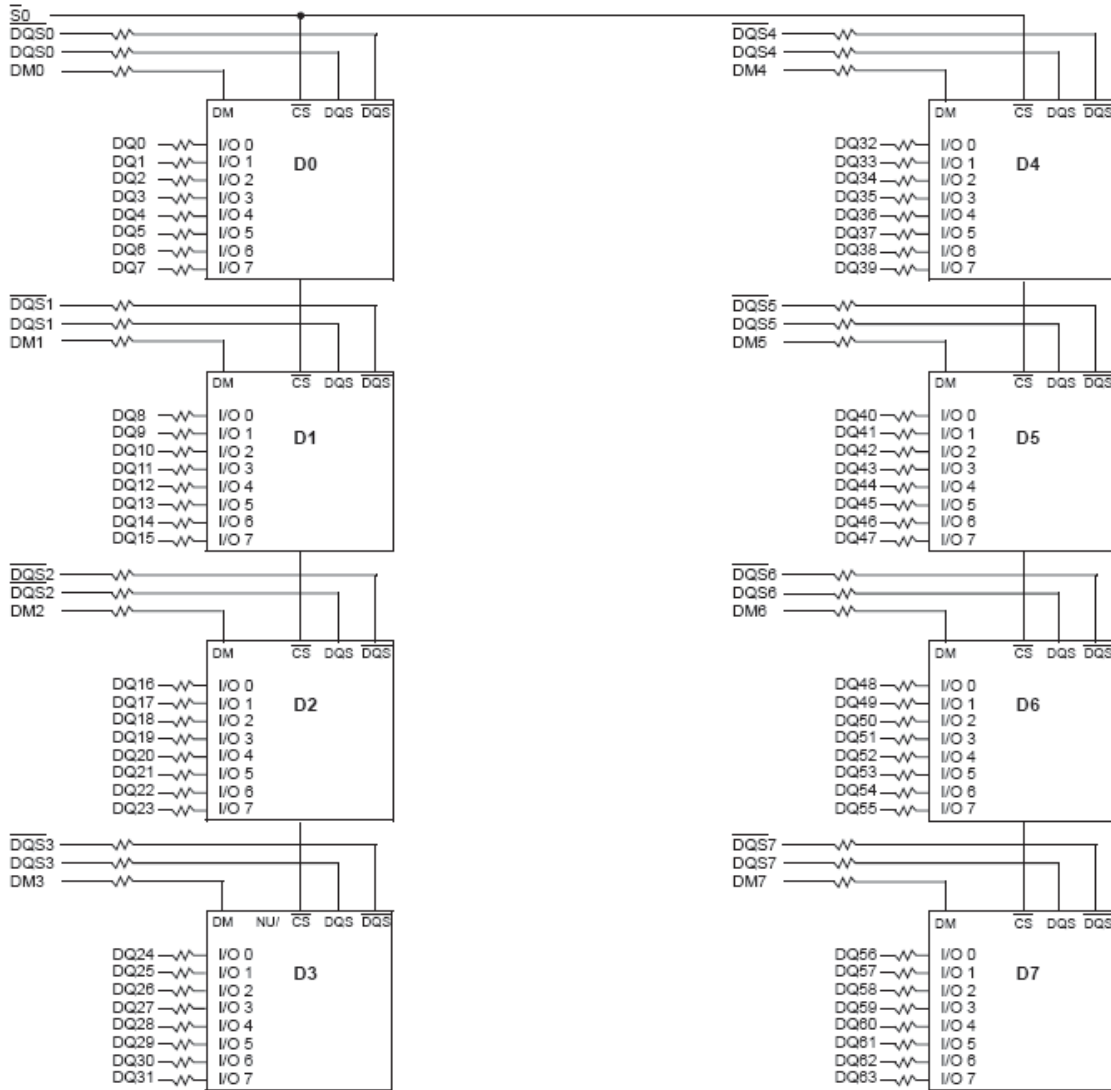 S0
DQS0
DQS0
DM0
DM CS DQS DQS
D0
DQ0 I/O 0
DQ1 I/O 1
DQ2 I/O 2
DQ3 I/O 3
DQ4 I/O 4
DQ5 I/O 5
DQ6 I/O 6
DQ7 I/O 7
DQS1
DQS1
DM1
DM CS DQS DQS
D1
DQ8 I/O 0
DQ9 I/O 1
DQ10 I/O 2
DQ11 I/O 3
DQ12 I/O 4
DQ13 I/O 5
DQ14 I/O 6
DQ15 I/O 7
DQS2
DQS2
DM2
DM CS DQS DQS
D2
DQ16 I/O 0
DQ17 I/O 1
DQ18 I/O 2
DQ19 I/O 3
DQ20 I/O 4
DQ21 I/O 5
DQ22 I/O 6
DQ23 I/O 7
DQS3
DQS3
DM3
DM NU/ CS DQS DQS
D3
DQ24 I/O 0
DQ25 I/O 1
DQ26 I/O 2
DQ27 I/O 3
DQ28 I/O 4
DQ29 I/O 5
DQ30 I/O 6
DQ31 I/O 7
DQS4
DQS4
DM4
DM CS DQS DQS
D4
DQ32 I/O 0
DQ33 I/O 1
DQ34 I/O 2
DQ35 I/O 3
DQ36 I/O 4
DQ37 I/O 5
DQ38 I/O 6
DQ39 I/O 7
DQS5
DQS5
DM5
DM CS DQS DQS
D5
DQ40 I/O 0
DQ41 I/O 1
DQ42 I/O 2
DQ43 I/O 3
DQ44 I/O 4
DQ45 I/O 5
DQ46 I/O 6
DQ47 I/O 7
DQS6
DQS6
DM6
DM CS DQS DQS
D6
DQ48 I/O 0
DQ49 I/O 1
DQ50 I/O 2
DQ51 I/O 3
DQ52 I/O 4
DQ53 I/O 5
DQ54 I/O 6
DQ55 I/O 7
DQS7
DQS7
DM7
DM CS DQS DQS
D7
DQ56 I/O 0
DQ57 I/O 1
DQ58 I/O 2
DQ59 I/O 3
DQ60 I/O 4
DQ61 I/O 5
DQ62 I/O 6
DQ63 I/O 7